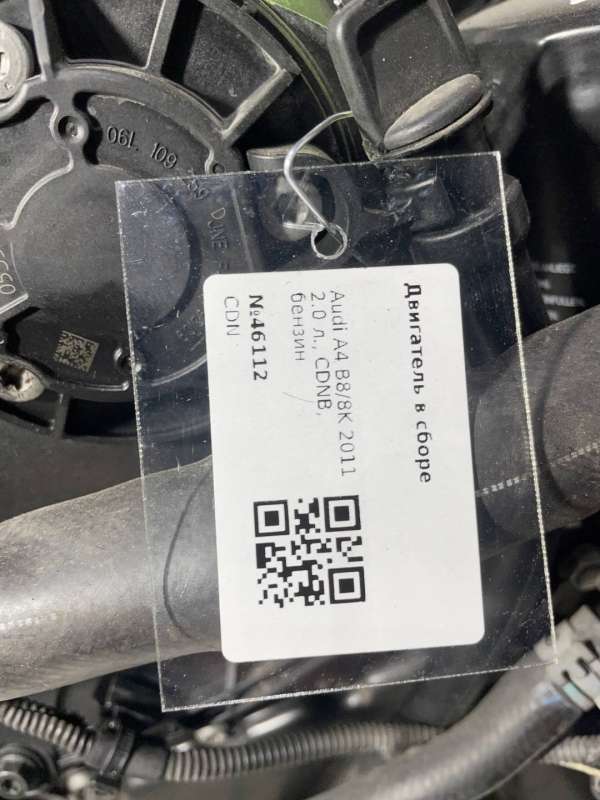 Двигатель в сборе
Audi A4 B8/8K 2011
2.0 л., CDNB,
бензин
№46112
CDN
06L 109